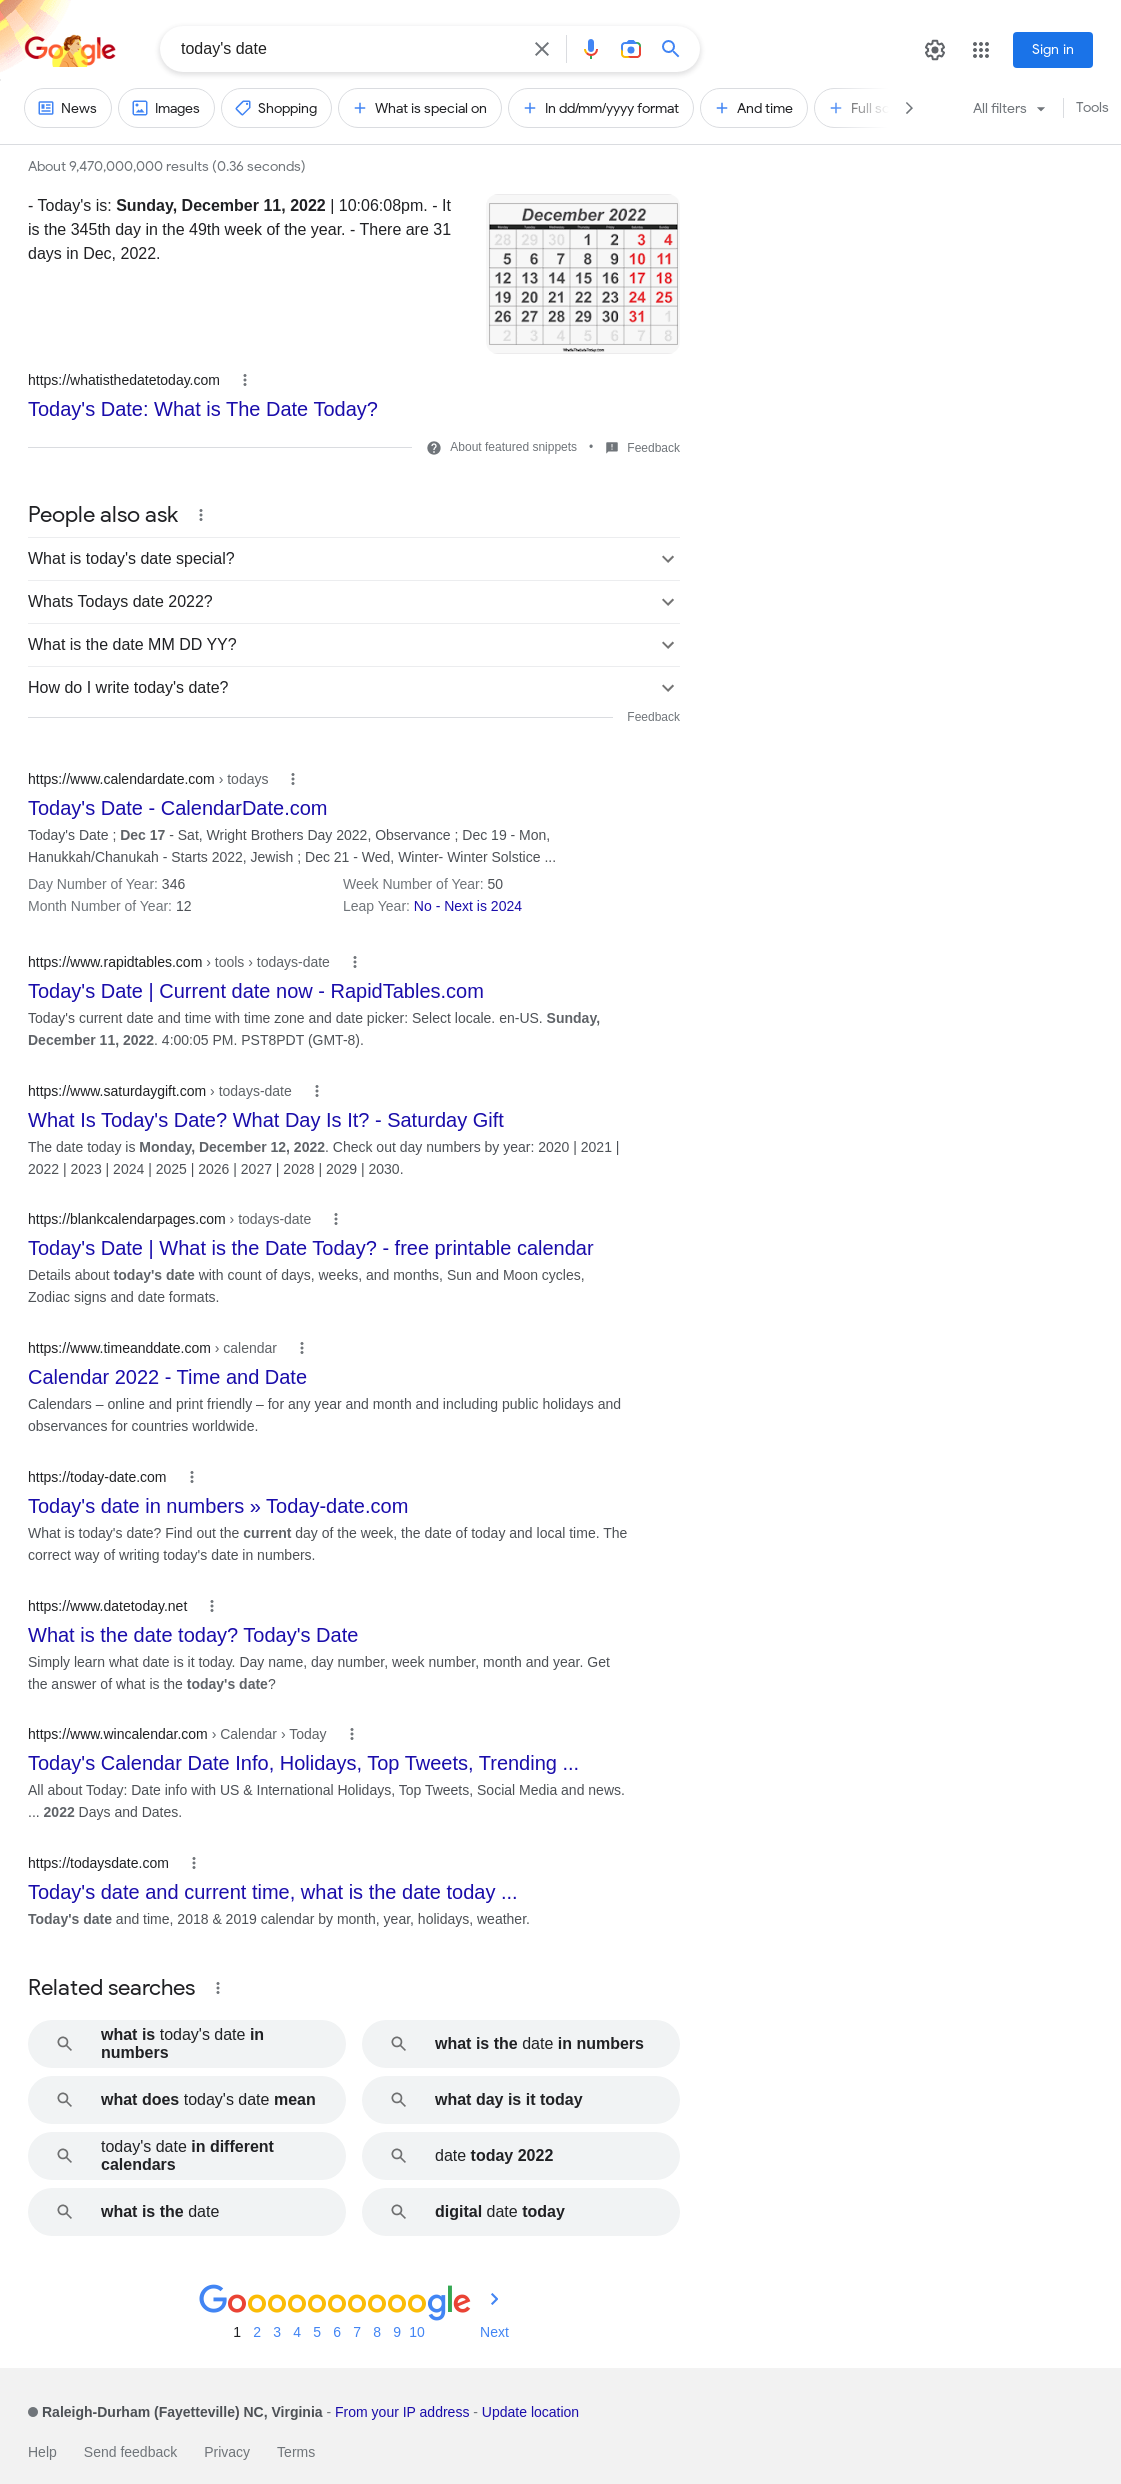 Google
today's date
Sign in
News
Images
Shopping
What is special on
In dd/mm/yyyy format
And time
All filters
Tools
About 9,470,000,000 results (0.36 seconds)
- Today's is: Sunday, December 11, 2022 | 10:06:08pm. - It
is the 345th day in the 49th week of the year. - There are 31
days in Dec, 2022.
December 2022
Monday Tuesday Wednesday Thursday Friday Saturday Sunday
28 29 30 1 2 3 4
5 6 7 8 9 10 11
12 13 14 15 16 17 18
19 20 21 22 23 24 25
26 27 28 29 30 31 1
2 3 4 5 6 7 8
https://whatisthedatetoday.com
Today's Date: What is The Date Today?
About featured snippets • Feedback
People also ask
What is today's date special?
Whats Todays date 2022?
What is the date MM DD YY?
How do I write today's date?
Feedback
https://www.calendardate.com › todays
Today's Date - CalendarDate.com
Today's Date ; Dec 17 - Sat, Wright Brothers Day 2022, Observance ; Dec 19 - Mon,
Hanukkah/Chanukah - Starts 2022, Jewish ; Dec 21 - Wed, Winter- Winter Solstice ...
Day Number of Year: 346 Week Number of Year: 50
Month Number of Year: 12 Leap Year: No - Next is 2024
https://www.rapidtables.com › tools › todays-date
Today's Date | Current date now - RapidTables.com
Today's current date and time with time zone and date picker: Select locale. en-US. Sunday,
December 11, 2022. 4:00:05 PM. PST8PDT (GMT-8).
https://www.saturdaygift.com › todays-date
What Is Today's Date? What Day Is It? - Saturday Gift
The date today is Monday, December 12, 2022. Check out day numbers by year: 2020 | 2021 |
2022 | 2023 | 2024 | 2025 | 2026 | 2027 | 2028 | 2029 | 2030.
https://blankcalendarpages.com › todays-date
Today's Date | What is the Date Today? - free printable calendar
Details about today's date with count of days, weeks, and months, Sun and Moon cycles,
Zodiac signs and date formats.
https://www.timeanddate.com › calendar
Calendar 2022 - Time and Date
Calendars – online and print friendly – for any year and month and including public holidays and
observances for countries worldwide.
https://today-date.com
Today's date in numbers » Today-date.com
What is today's date? Find out the current day of the week, the date of today and local time. The
correct way of writing today's date in numbers.
https://www.datetoday.net
What is the date today? Today's Date
Simply learn what date is it today. Day name, day number, week number, month and year. Get
the answer of what is the today's date?
https://www.wincalendar.com › Calendar › Today
Today's Calendar Date Info, Holidays, Top Tweets, Trending ...
All about Today: Date info with US & International Holidays, Top Tweets, Social Media and news.
... 2022 Days and Dates.
https://todaysdate.com
Today's date and current time, what is the date today ...
Today's date and time, 2018 & 2019 calendar by month, year, holidays, weather.
Related searches
what is today's date in
numbers
what is the date in numbers
what does today's date mean
what day is it today
today's date in different
calendars
date today 2022
what is the date
digital date today
Goooooooooogle
1 2 3 4 5 6 7 8 9 10 Next
Raleigh-Durham (Fayetteville) NC, Virginia - From your IP address - Update location
Help Send feedback Privacy Terms